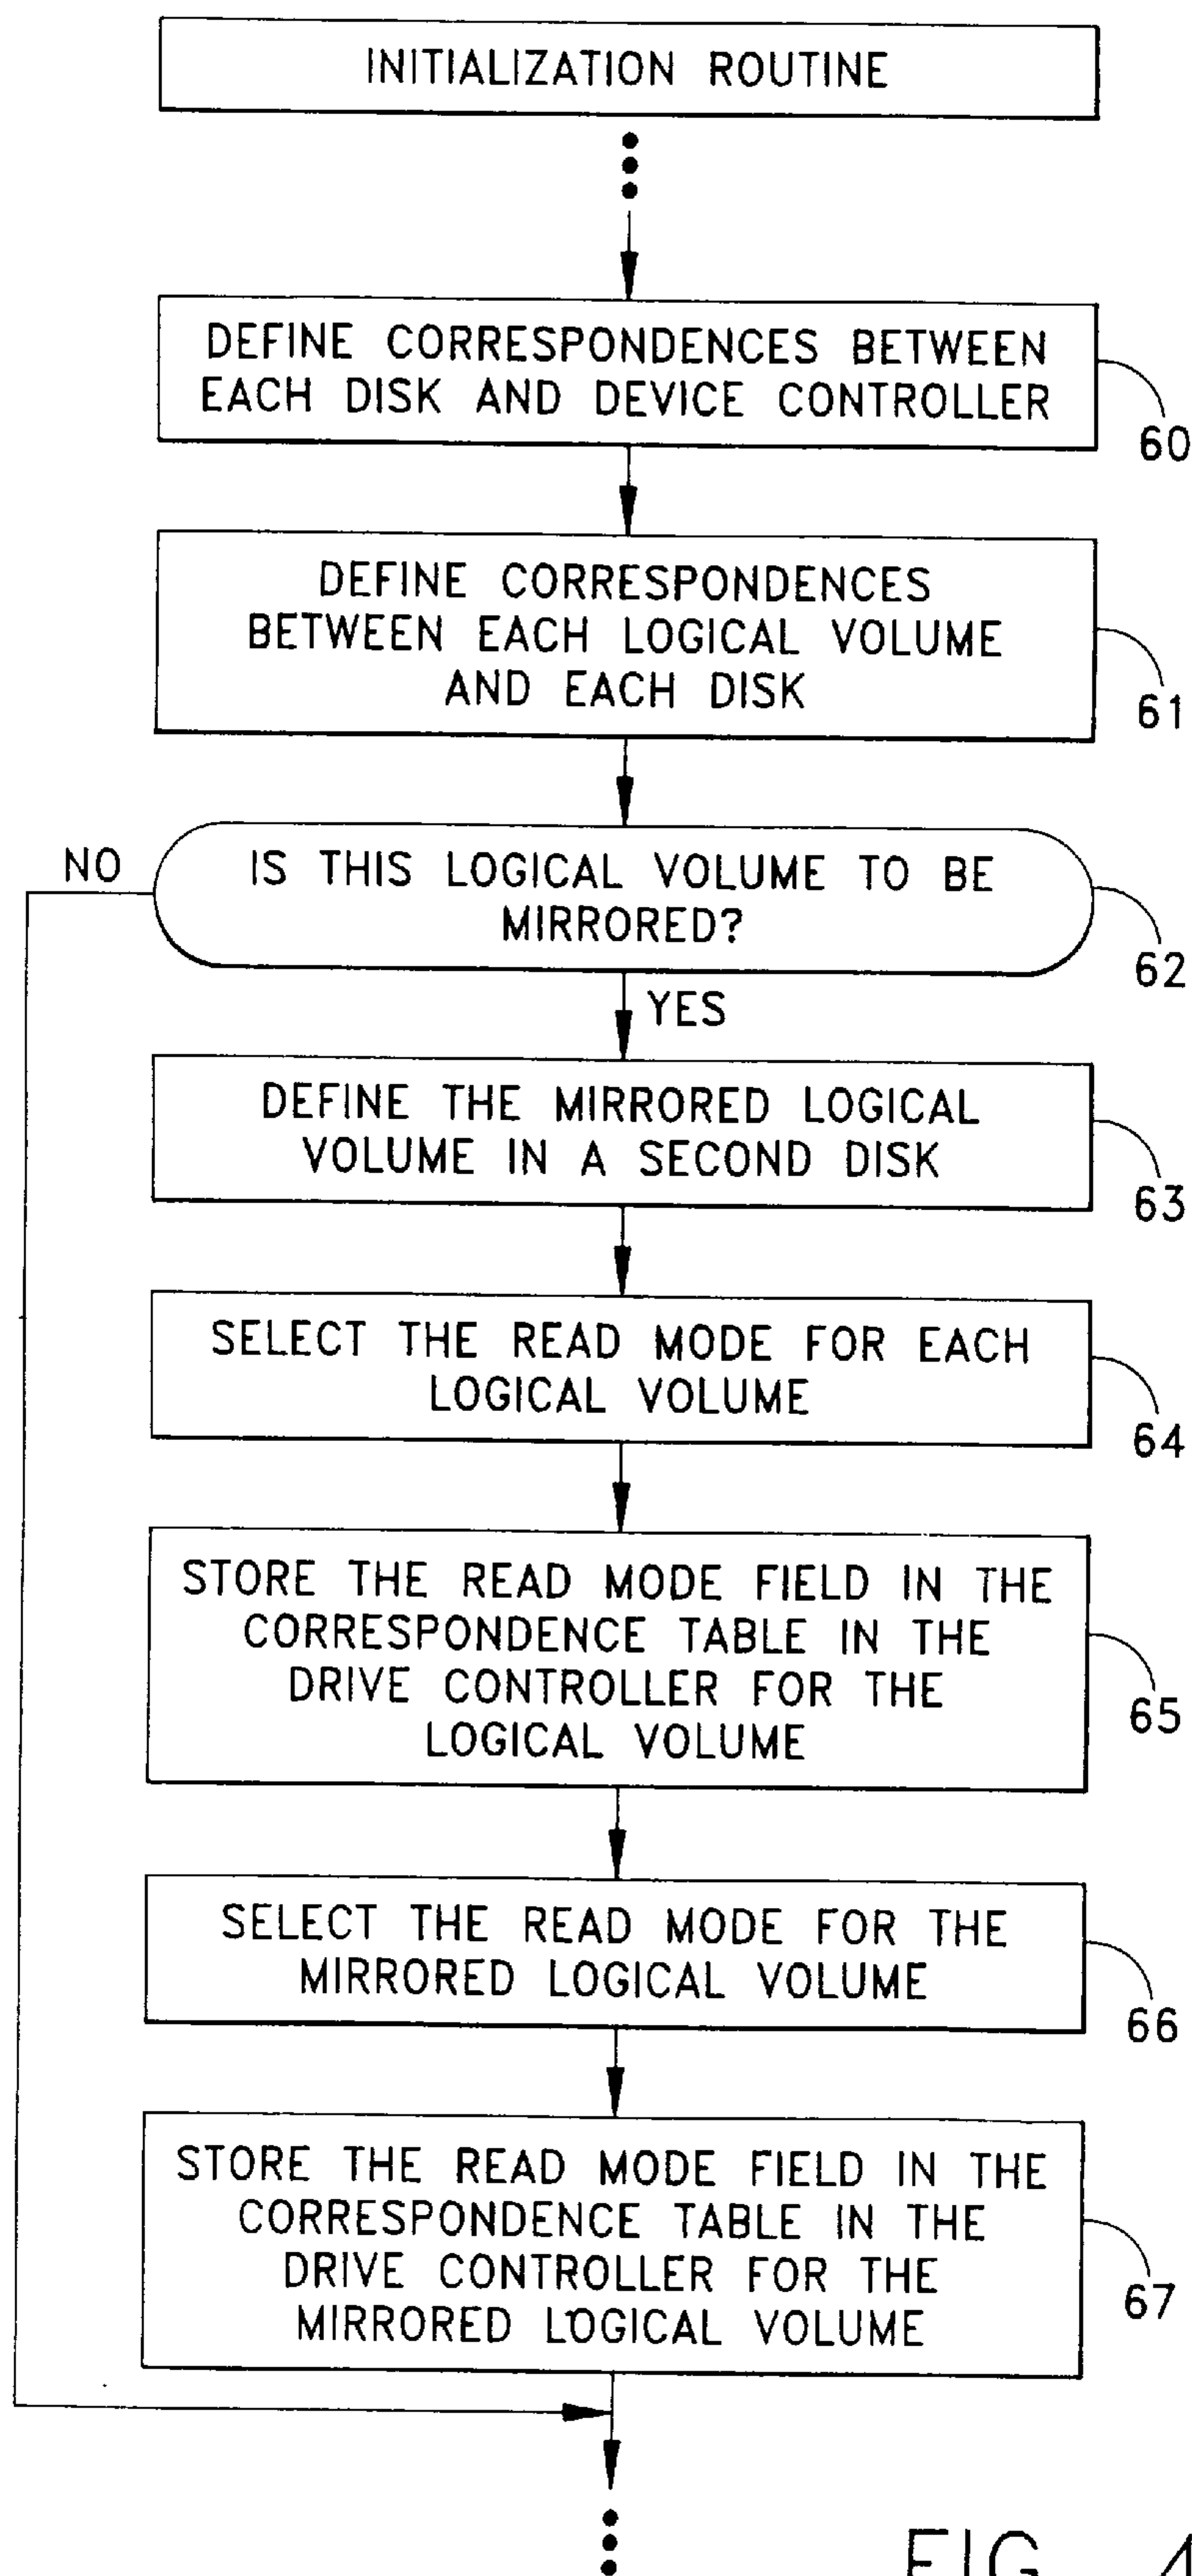 INITIALIZATION ROUTINE
DEFINE CORRESPONDENCES BETWEEN
EACH DISK AND DEVICE CONTROLLER
60
DEFINE CORRESPONDENCES
BETWEEN EACH LOGICAL VOLUME
AND EACH DISK
61
NO
IS THIS LOGICAL VOLUME TO BE
MIRRORED?
62
YES
DEFINE THE MIRRORED LOGICAL
VOLUME IN A SECOND DISK
63
SELECT THE READ MODE FOR EACH
LOGICAL VOLUME
64
STORE THE READ MODE FIELD IN THE
CORRESPONDENCE TABLE IN THE
DRIVE CONTROLLER FOR THE
LOGICAL VOLUME
65
SELECT THE READ MODE FOR THE
MIRRORED LOGICAL VOLUME
66
STORE THE READ MODE FIELD IN THE
CORRESPONDENCE TABLE IN THE
DRIVE CONTROLLER FOR THE
MIRRORED LOGICAL VOLUME
67
FIG. 4